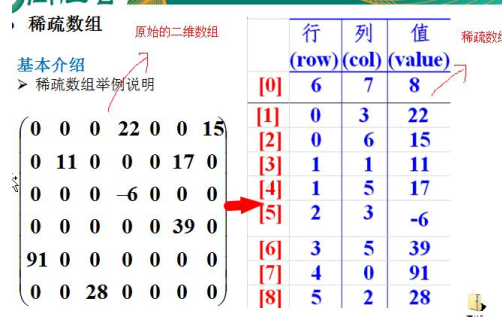 稀疏数组
原始的二维数组
基本介绍
➢ 稀疏数组举例说明
0 0 0 22 0 0 15
0 11 0 0 0 17 0
0 0 0 –6 0 0 0
0 0 0 0 0 39 0
91 0 0 0 0 0 0
0 0 28 0 0 0 0
行 列 值
(row) (col) (value)
[0] 6 7 8
[1] 0 3 22
[2] 0 6 15
[3] 1 1 11
[4] 1 5 17
[5] 2 3 -6
[6] 3 5 39
[7] 4 0 91
[8] 5 2 28
稀疏数